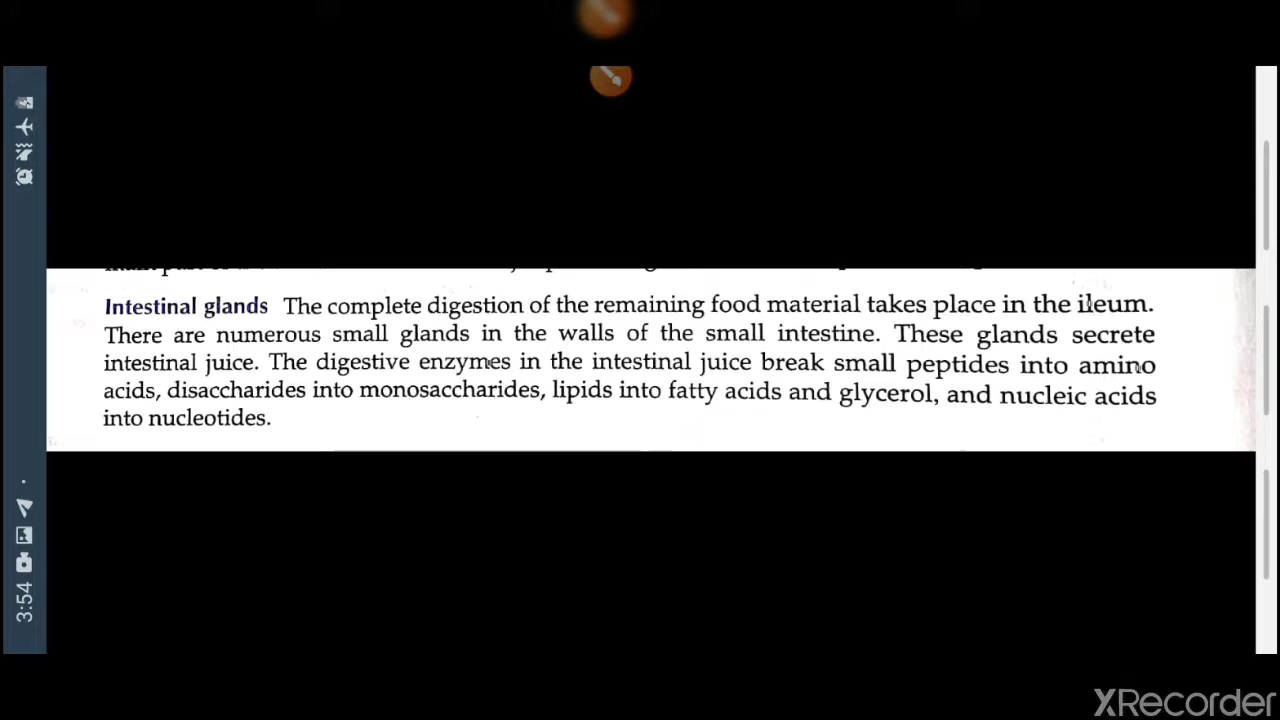 Intestinal glands The complete digestion of the remaining food material takes place in the ileum.
There are numerous small glands in the walls of the small intestine. These glands secrete
intestinal juice. The digestive enzymes in the intestinal juice break small peptides into amino
acids, disaccharides into monosaccharides, lipids into fatty acids and glycerol, and nucleic acids
into nucleotides.
3:54
XRecorder